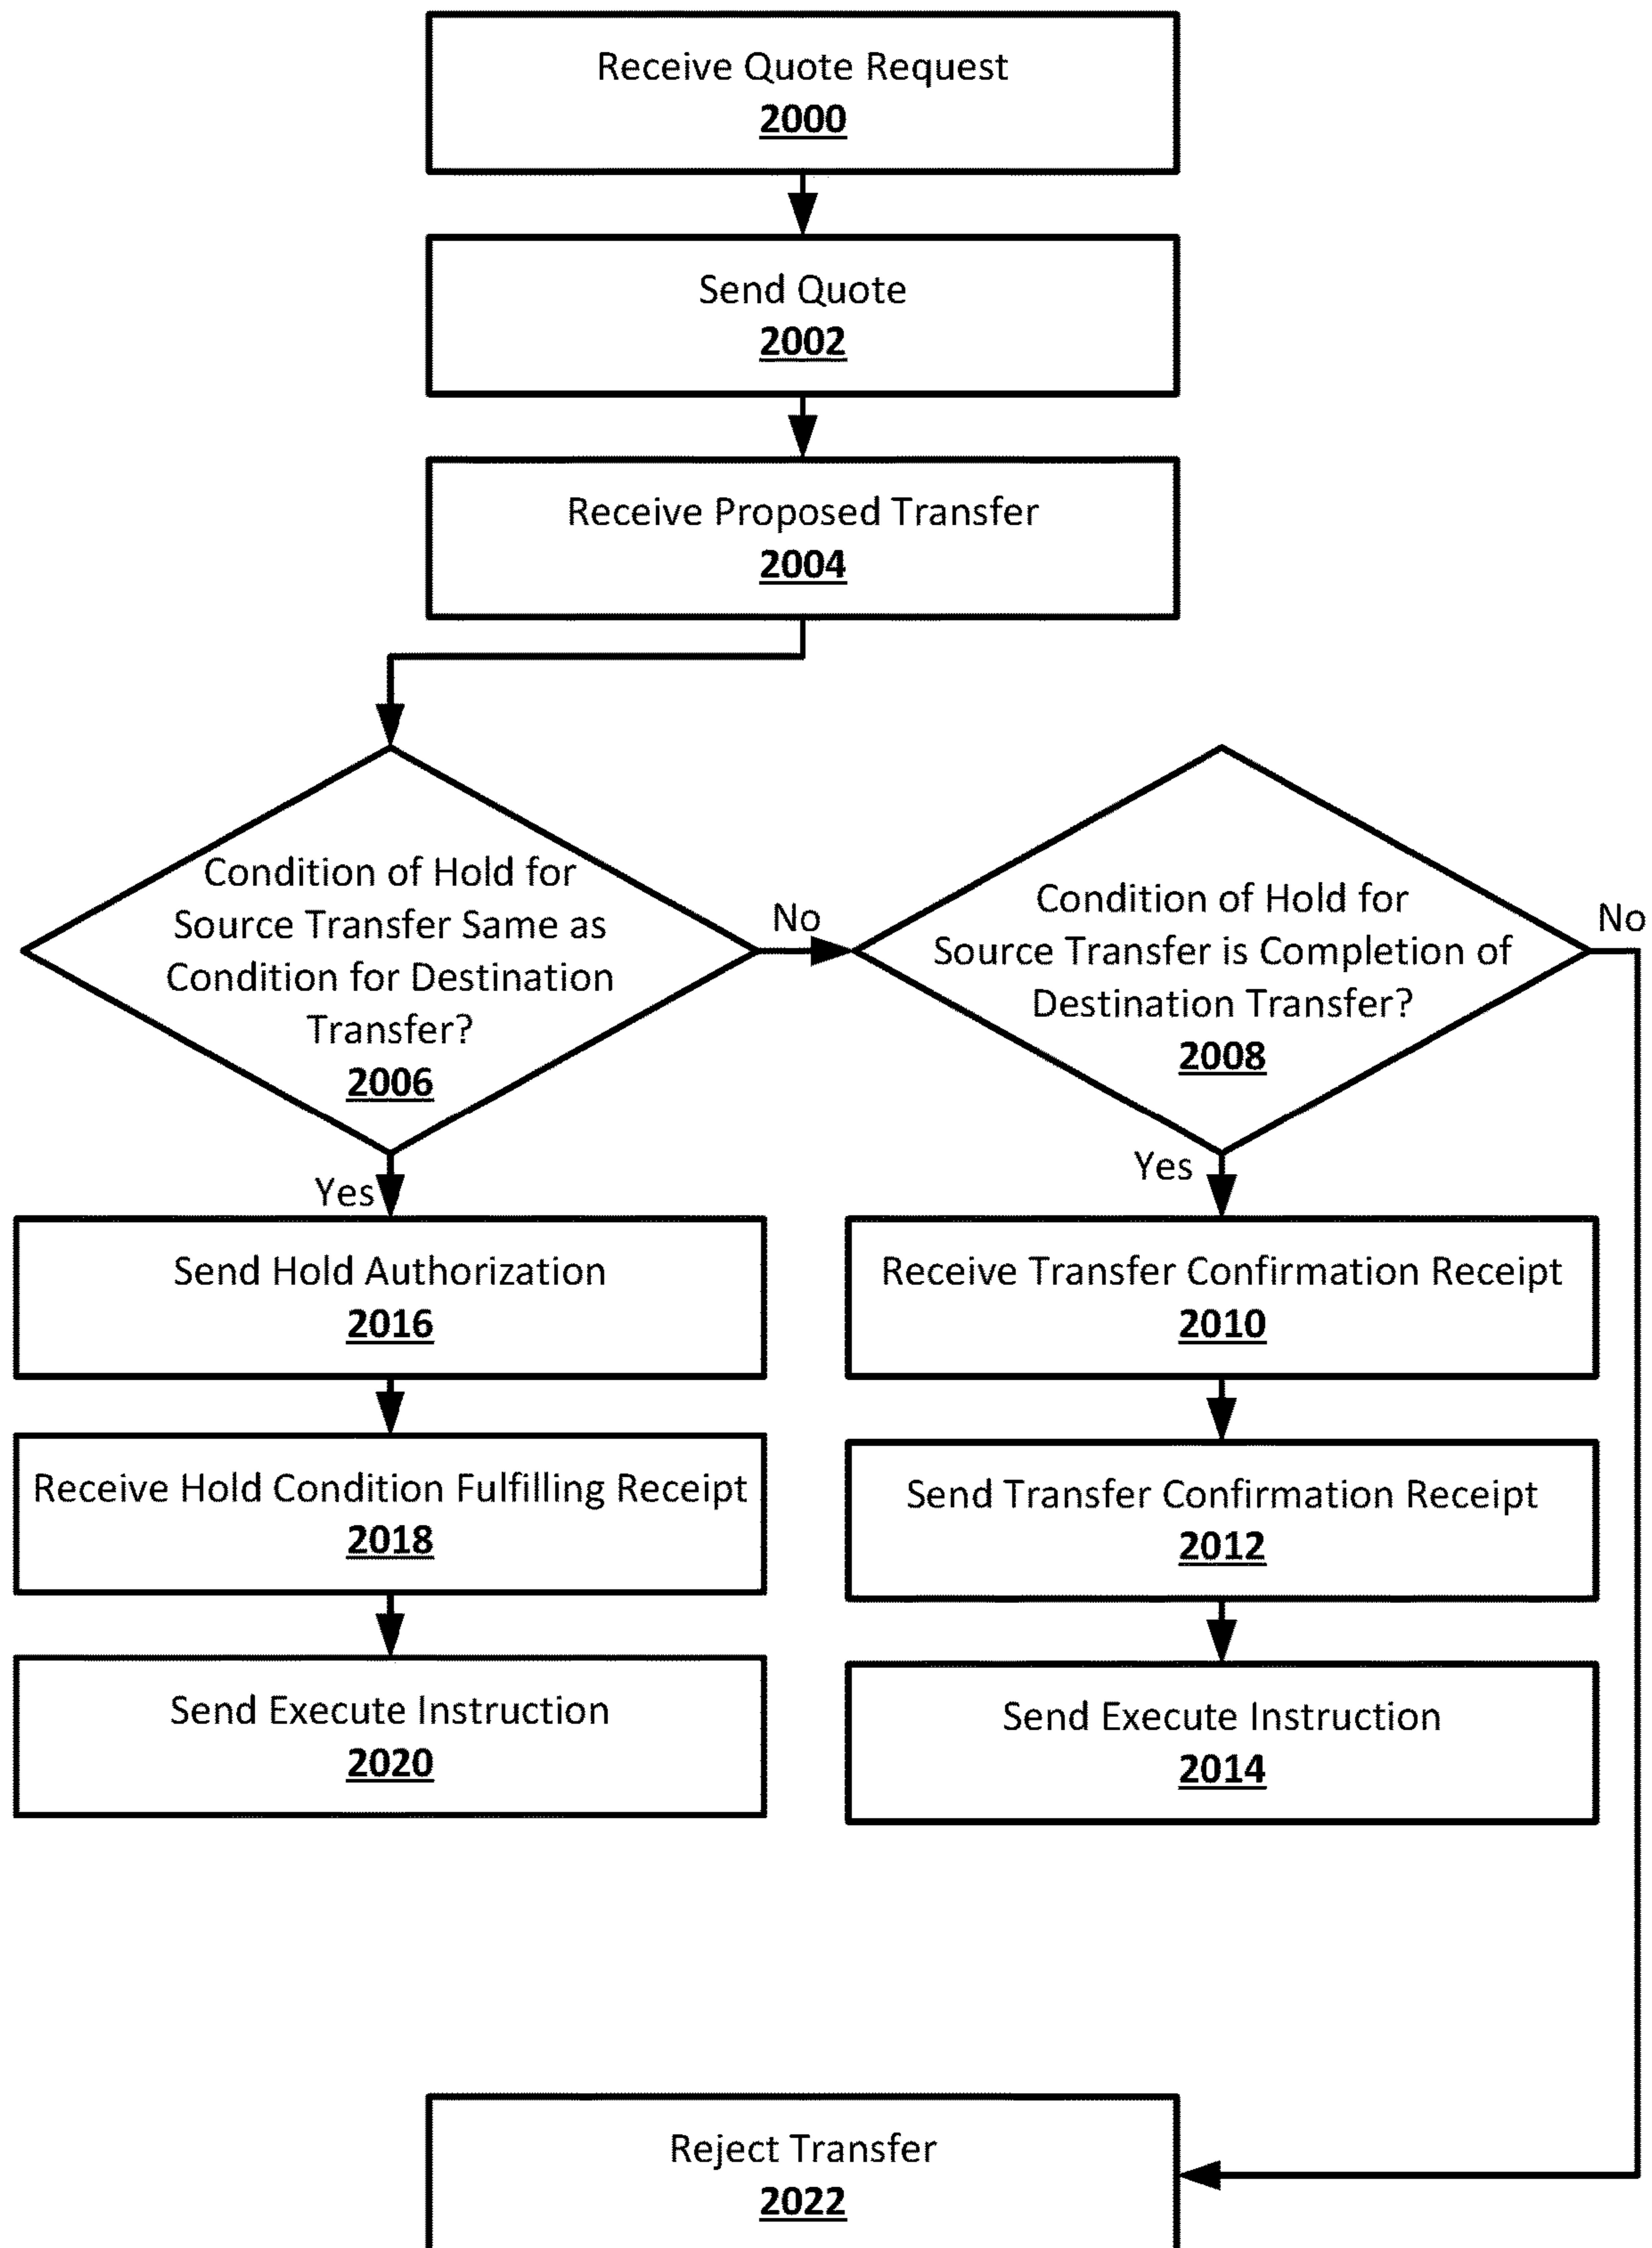 Receive Quote Request
2000
Send Quote
2002
Receive Proposed Transfer
2004
Condition of Hold for
Source Transfer Same as
Condition for Destination
Transfer?
2006
No
Condition of Hold for
Source Transfer is Completion of
Destination Transfer?
2008
No
Yes
Yes
Send Hold Authorization
2016
Receive Transfer Confirmation Receipt
2010
Receive Hold Condition Fulfilling Receipt
2018
Send Transfer Confirmation Receipt
2012
Send Execute Instruction
2020
Send Execute Instruction
2014
Reject Transfer
2022